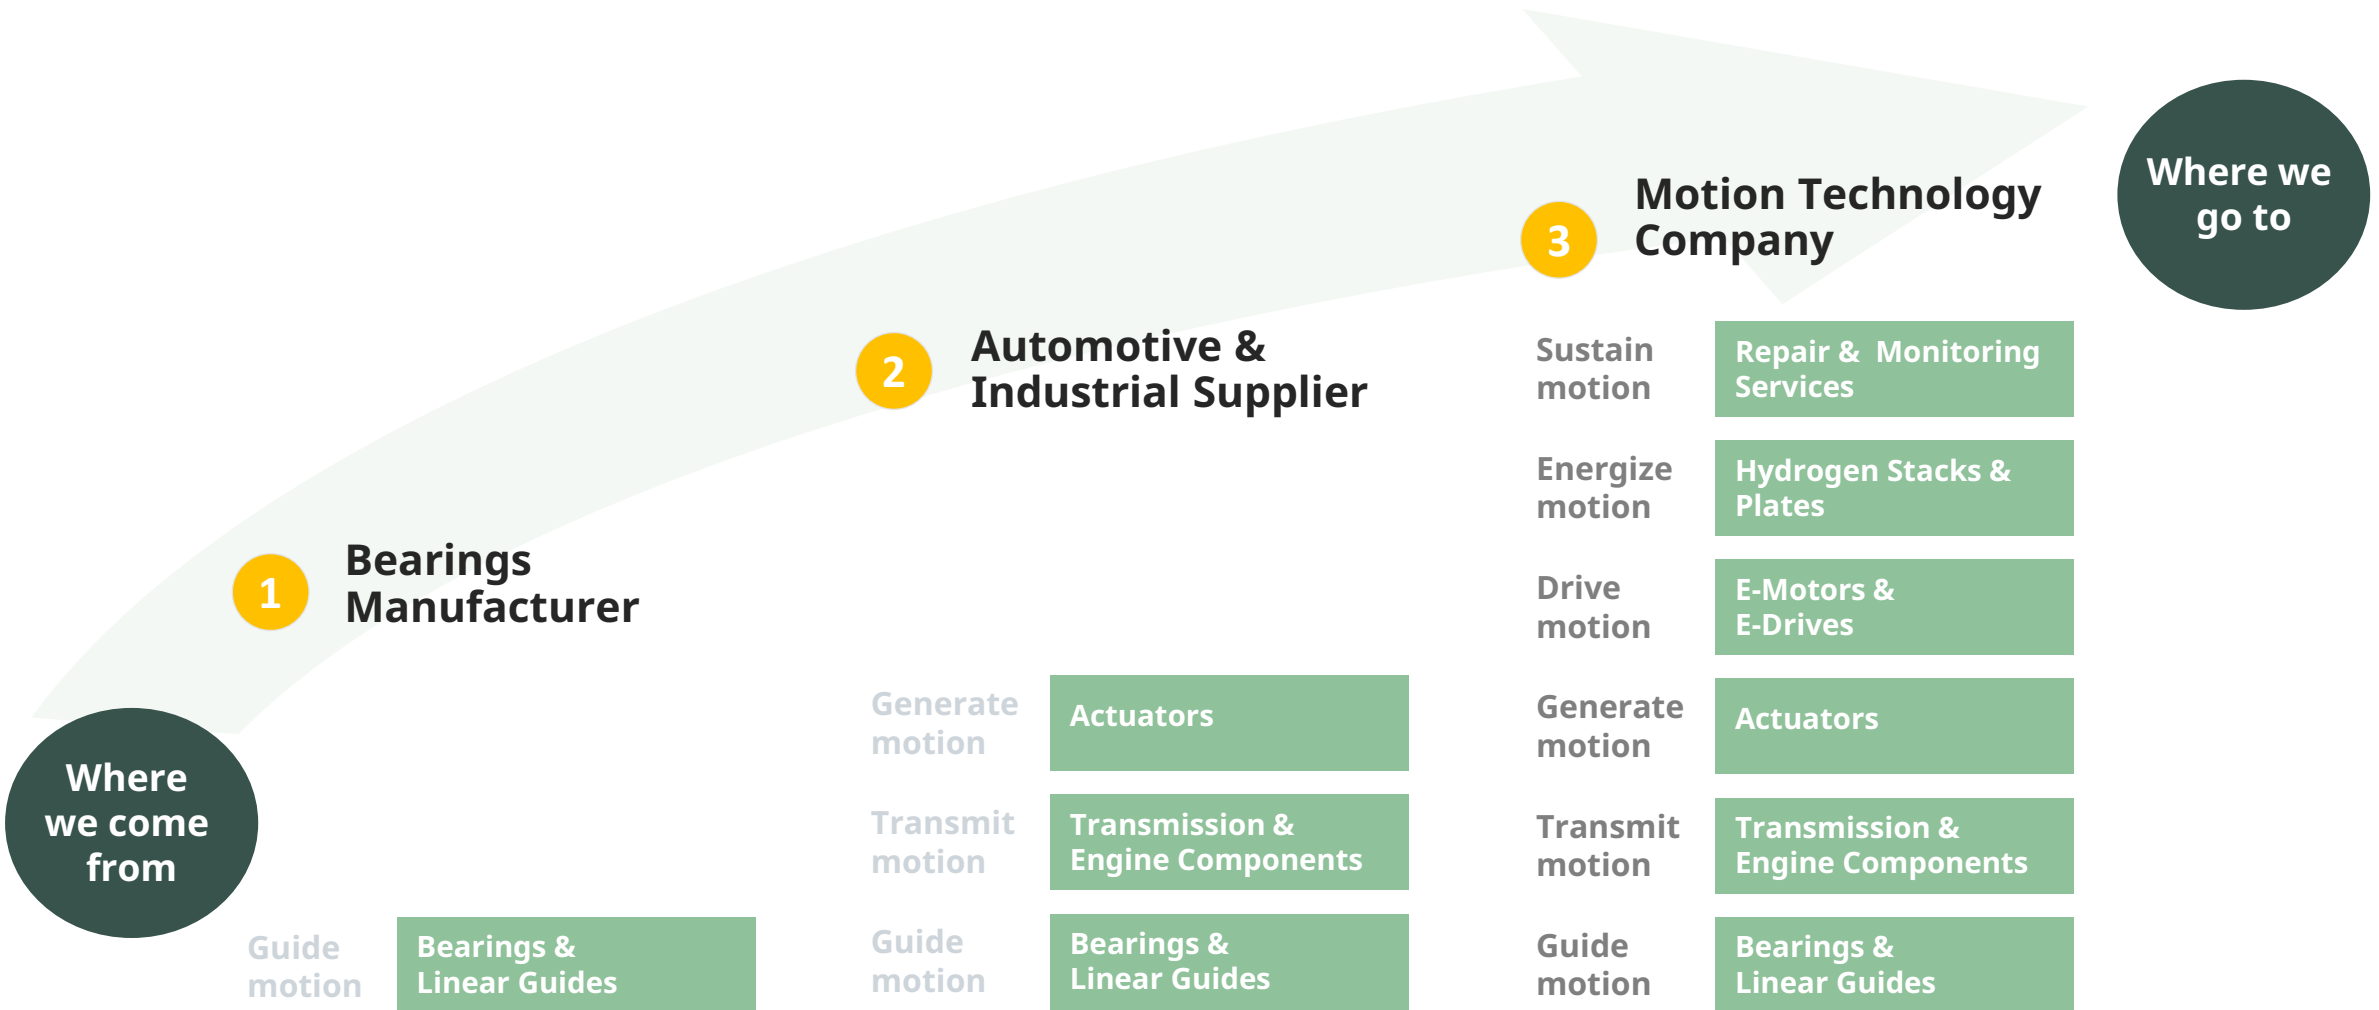 Where we
go to
3
Motion Technology
Company
2
Automotive &
Industrial Supplier
1
Bearings
Manufacturer
Where
we come
from
Guide
motion
Bearings &
Linear Guides
Generate
motion
Actuators
Transmit
motion
Transmission &
Engine Components
Guide
motion
Bearings &
Linear Guides
Sustain
motion
Repair & Monitoring
Services
Energize
motion
Hydrogen Stacks &
Plates
Drive
motion
E-Motors &
E-Drives
Generate
motion
Actuators
Transmit
motion
Transmission &
Engine Components
Guide
motion
Bearings &
Linear Guides